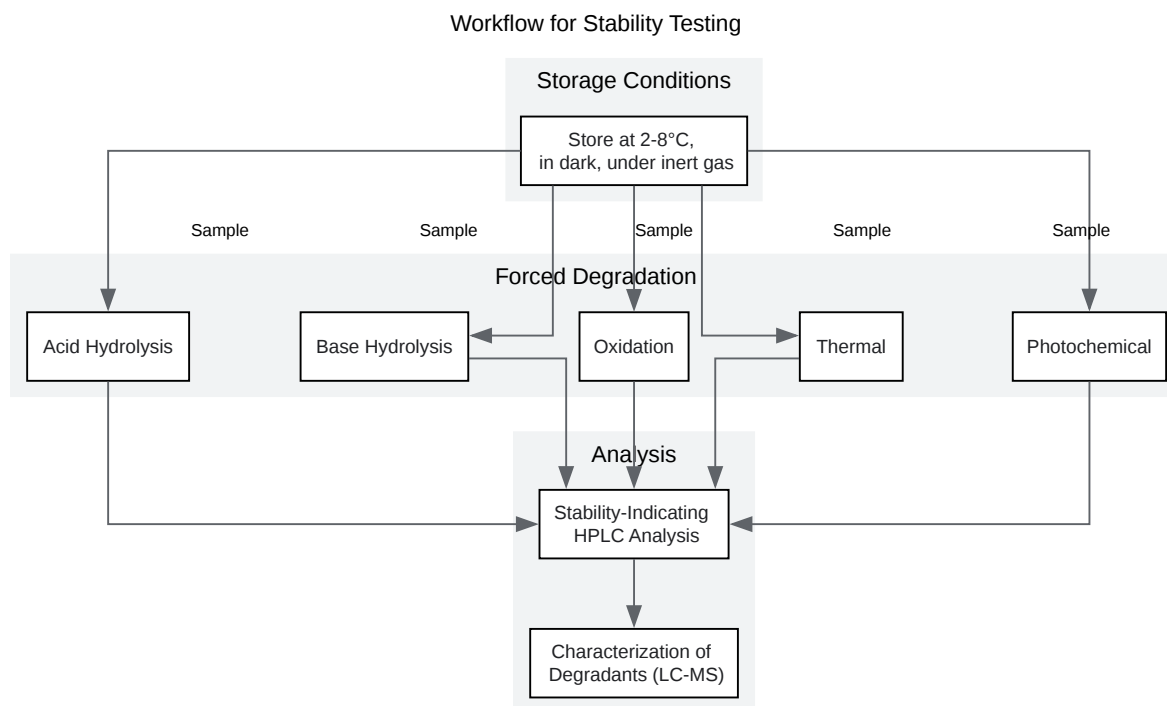 Workflow for Stability Testing
Storage Conditions
Store at 2-8°C,
in dark, under inert gas
Sample
Sample
Sample
Sample
Sample
Forced Degradation
Acid Hydrolysis
Base Hydrolysis
Oxidation
Thermal
Photochemical
Analysis
Stability-Indicating
HPLC Analysis
Characterization of
Degradants (LC-MS)